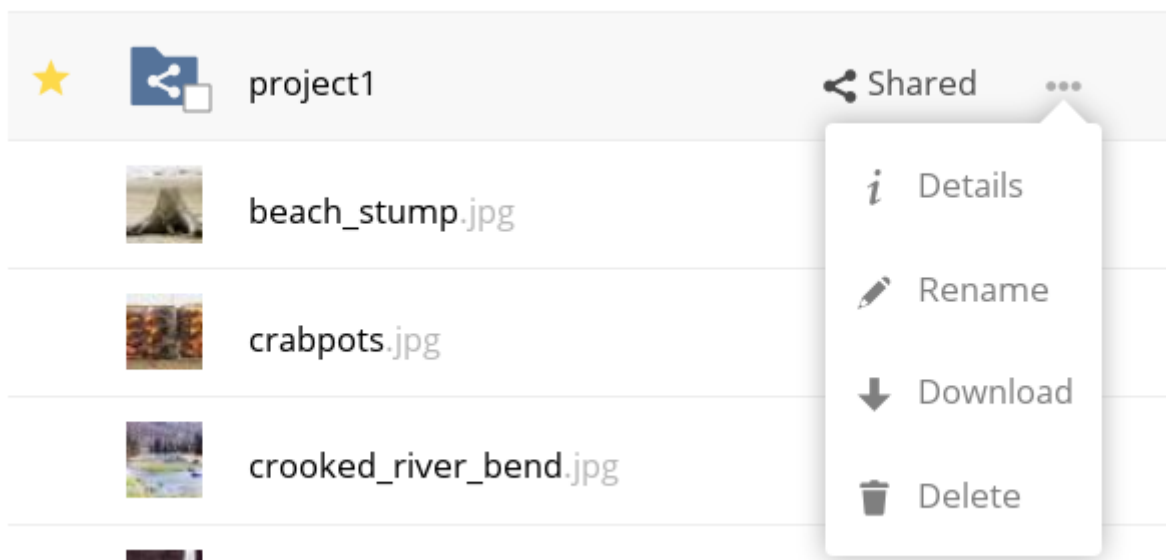 project1 Shared
Details
beach_stump.jpg
Rename
crabpots.jpg
Download
crooked_river_bend.jpg
Delete